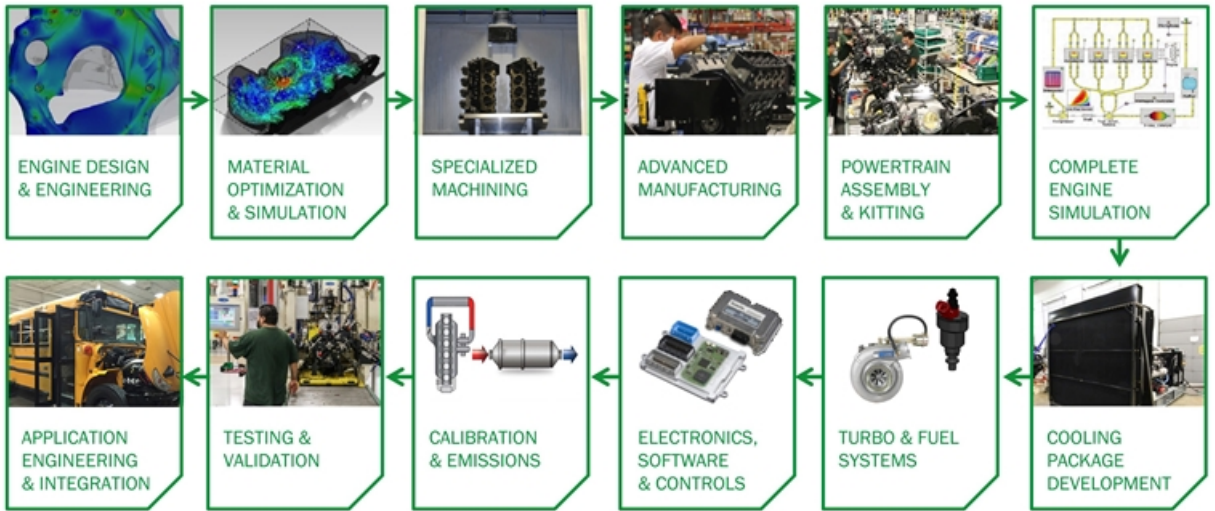 ENGINE DESIGN
& ENGINEERING
MATERIAL
OPTIMIZATION
& SIMULATION
SPECIALIZED
MACHINING
ADVANCED
MANUFACTURING
POWERTRAIN
ASSEMBLY
& KITTING
COMPLETE
ENGINE
SIMULATION
APPLICATION
ENGINEERING
& INTEGRATION
TESTING &
VALIDATION
CALIBRATION
& EMISSIONS
ELECTRONICS,
SOFTWARE
& CONTROLS
TURBO & FUEL
SYSTEMS
COOLING
PACKAGE
DEVELOPMENT